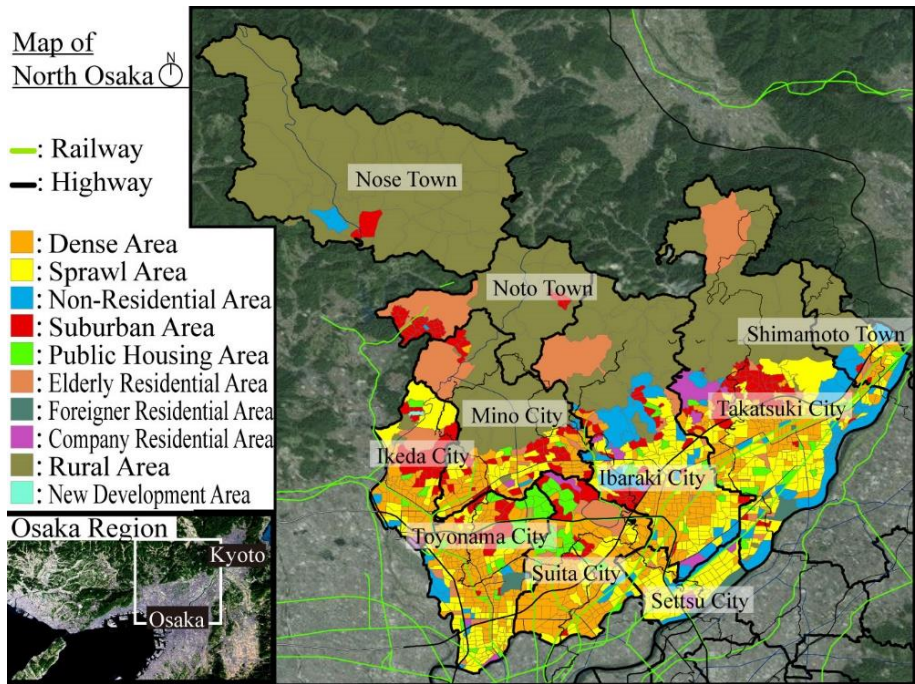 Map of
North Osaka
N
: Railway
: Highway
: Dense Area
: Sprawl Area
: Non-Residential Area
: Suburban Area
: Public Housing Area
: Elderly Residential Area
: Foreigner Residential Area
: Company Residential Area
: Rural Area
: New Development Area
Osaka Region
Kyoto
Osaka
Nose Town
Noto Town
Shimamoto Town
Mino City
Takatsuki City
Ikeda City
Ibaraki City
Toyonama City
Suita City
Settsu City